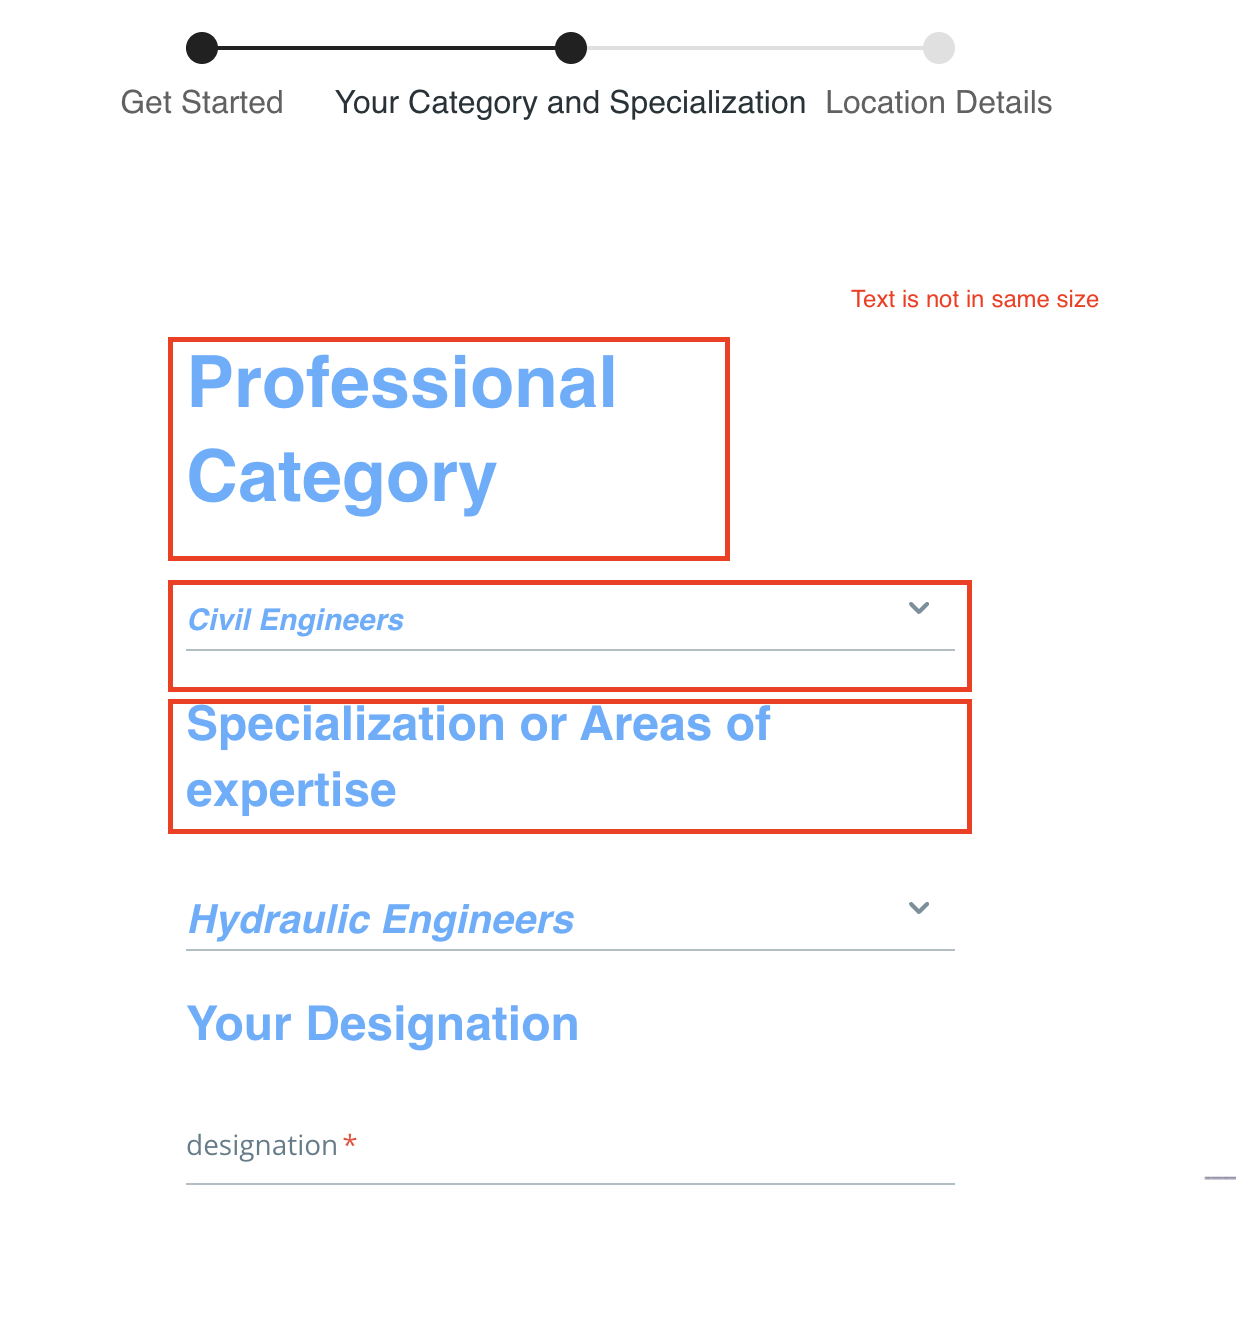 Get Started
Your Category and Specialization
Location Details
Text is not in same size
Professional
Category
Civil Engineers
Specialization or Areas of
expertise
Hydraulic Engineers
Your Designation
designation *